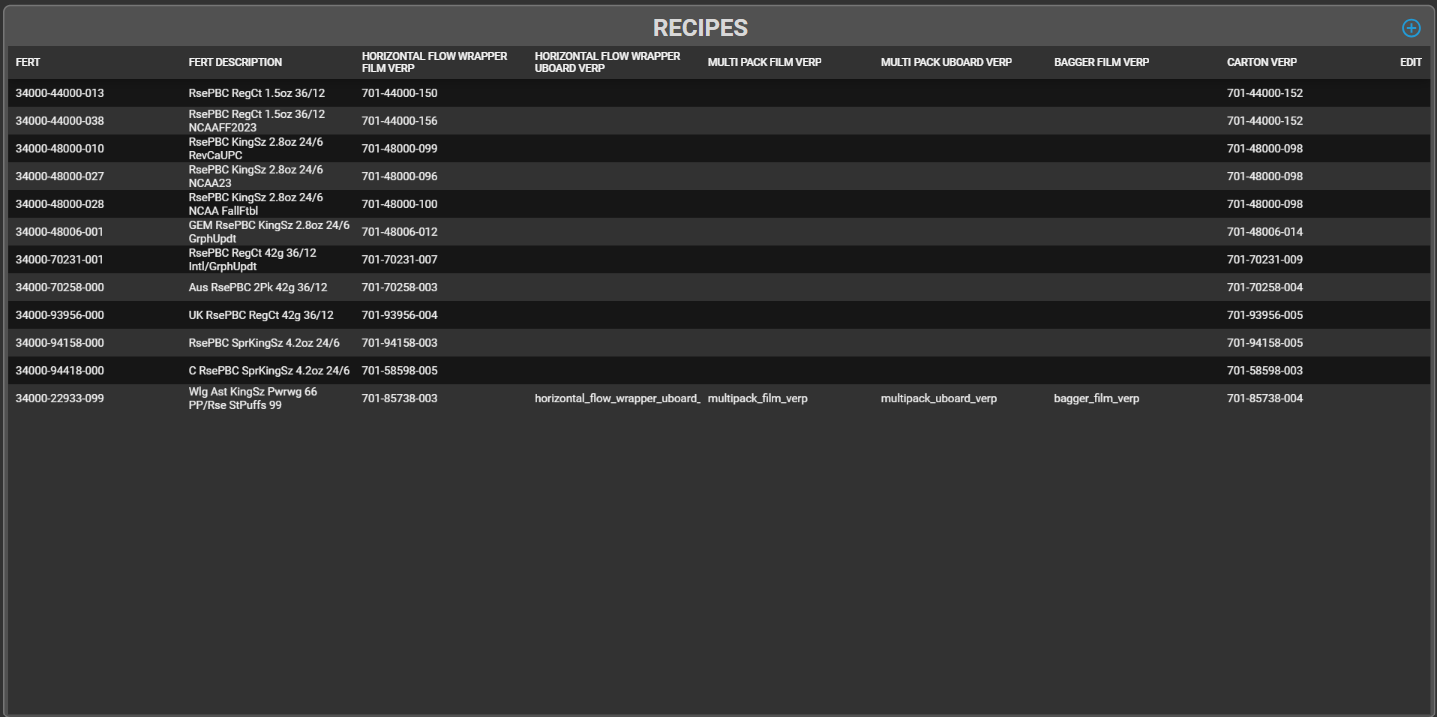 RECIPES
FERT FERT DESCRIPTION HORIZONTAL FLOW WRAPPER FILM VERP HORIZONTAL FLOW WRAPPER UBOARD VERP MULTI PACK FILM VERP MULTI PACK UBOARD VERP BAGGER FILM VERP CARTON VERP EDIT
34000-44000-013 RsePBC RegCt 1.5oz 36/12 701-44000-150 701-44000-152
34000-44000-038 RsePBC RegCt 1.5oz 36/12 NCAAFF2023 701-44000-156 701-44000-152
34000-48000-010 RsePBC KingSz 2.8oz 24/6 RevCaUPC 701-48000-099 701-48000-098
34000-48000-027 RsePBC KingSz 2.8oz 24/6 NCAA23 701-48000-096 701-48000-098
34000-48000-028 RsePBC KingSz 2.8oz 24/6 NCAA FallFtbl 701-48000-100 701-48000-098
34000-48006-001 GEM RsePBC KingSz 2.8oz 24/6 GrphUpdt 701-48006-012 701-48006-014
34000-70231-001 RsePBC RegCt 42g 36/12 Intl/GrphUpdt 701-70231-007 701-70231-009
34000-70258-000 Aus RsePBC 2Pk 42g 36/12 701-70258-003 701-70258-004
34000-93956-000 UK RsePBC RegCt 42g 36/12 701-93956-004 701-93956-005
34000-94158-000 RsePBC SprKingSz 4.2oz 24/6 701-94158-003 701-94158-005
34000-94418-000 C RsePBC SprKingSz 4.2oz 24/6 701-58598-005 701-58598-003
34000-22933-099 Wlg Ast KingSz Pwrwg 66 PP/Rse StPuffs 99 701-85738-003 horizontal_flow_wrapper_uboard_ multipack_film_verp multipack_uboard_verp bagger_film_verp 701-85738-004